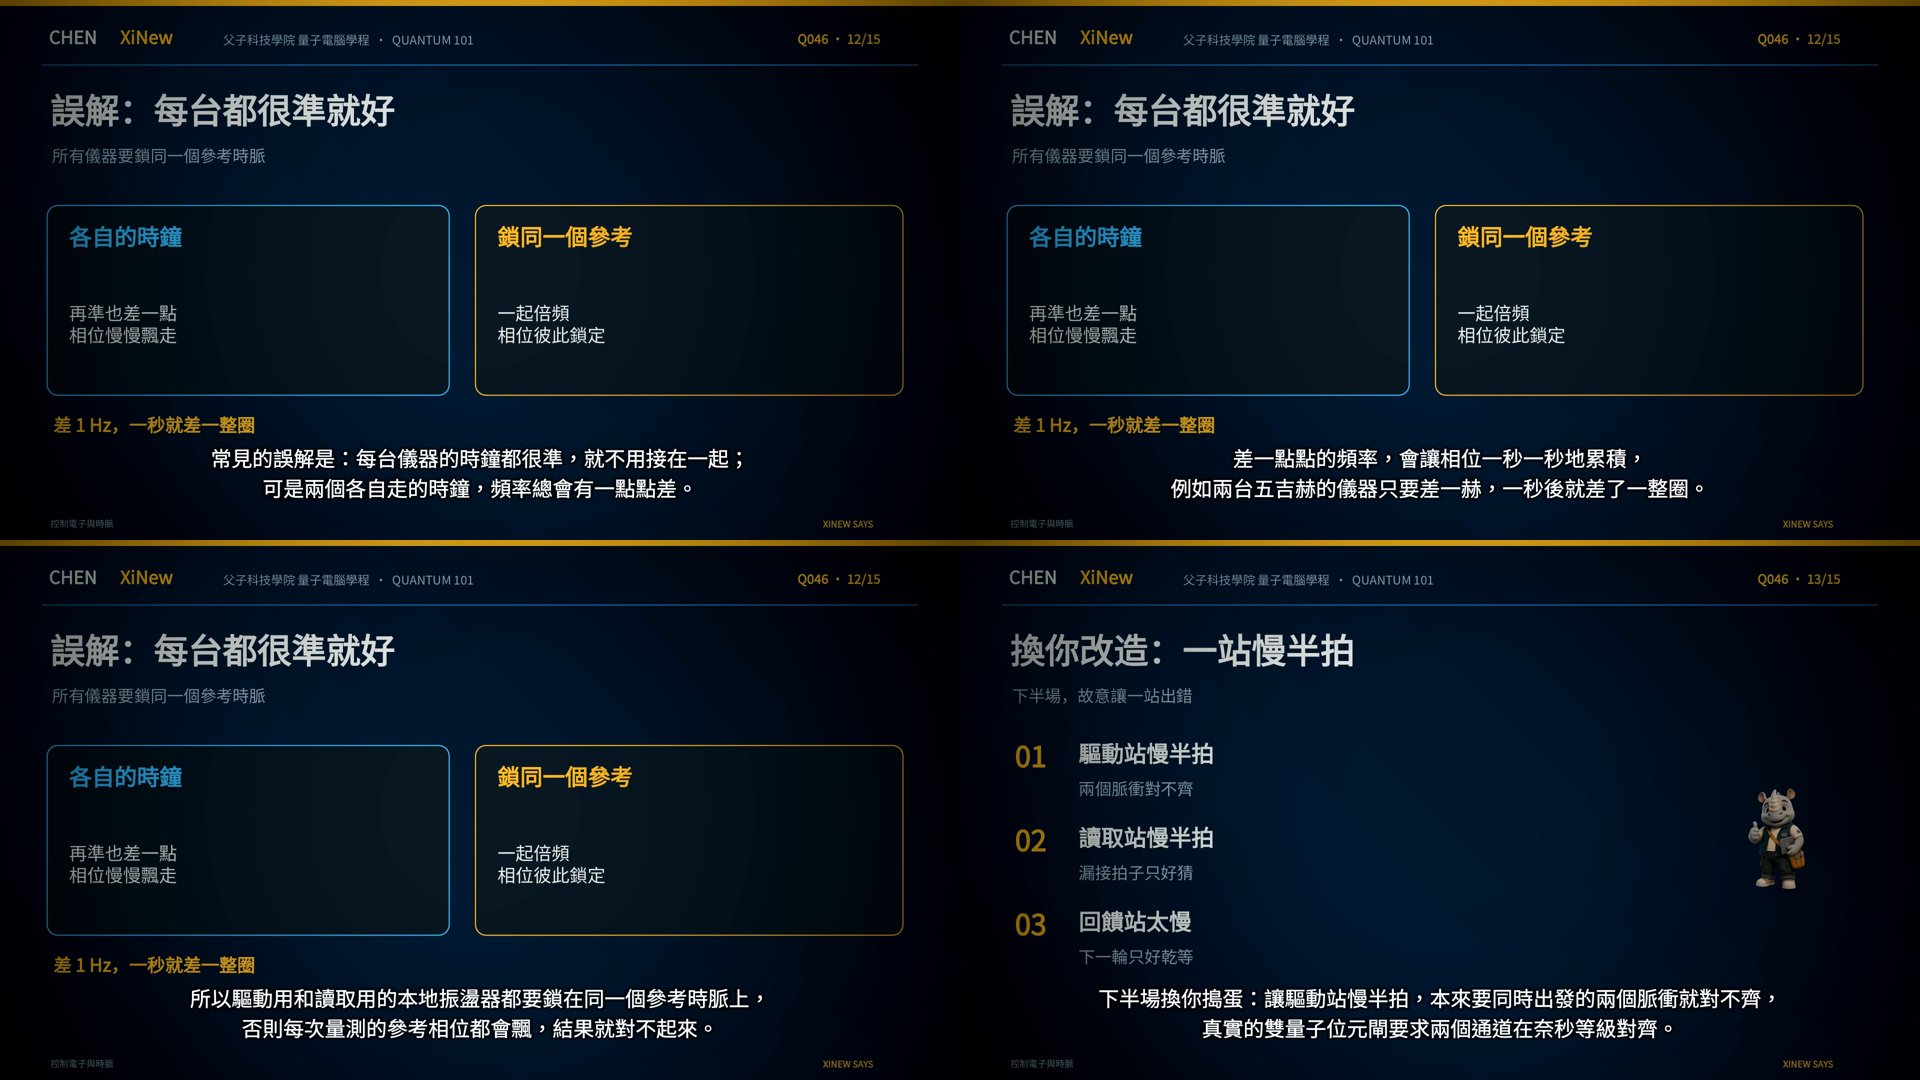 CHEN XiNew 父子科技學院 量子電腦學程 · QUANTUM 101 Q046 · 12/15
誤解：每台都很準就好
所有儀器要鎖同一個參考時脈
各自的時鐘
再準也差一點
相位慢慢飄走
鎖同一個參考
一起倍頻
相位彼此鎖定
差 1 Hz，一秒就差一整圈
常見的誤解是：每台儀器的時鐘都很準，就不用接在一起；
可是兩個各自走的時鐘，頻率總會有一點點差。
控制電子與時脈 XINEW SAYS
CHEN XiNew 父子科技學院 量子電腦學程 · QUANTUM 101 Q046 · 12/15
誤解：每台都很準就好
所有儀器要鎖同一個參考時脈
各自的時鐘
再準也差一點
相位慢慢飄走
鎖同一個參考
一起倍頻
相位彼此鎖定
差 1 Hz，一秒就差一整圈
差一點點的頻率，會讓相位一秒一秒地累積，
例如兩台五吉赫的儀器只要差一赫，一秒後就差了一整圈。
控制電子與時脈 XINEW SAYS
CHEN XiNew 父子科技學院 量子電腦學程 · QUANTUM 101 Q046 · 12/15
誤解：每台都很準就好
所有儀器要鎖同一個參考時脈
各自的時鐘
再準也差一點
相位慢慢飄走
鎖同一個參考
一起倍頻
相位彼此鎖定
差 1 Hz，一秒就差一整圈
所以驅動用和讀取用的本地振盪器都要鎖在同一個參考時脈上，
否則每次量測的參考相位都會飄，結果就對不起來。
控制電子與時脈 XINEW SAYS
CHEN XiNew 父子科技學院 量子電腦學程 · QUANTUM 101 Q046 · 13/15
換你改造：一站慢半拍
下半場，故意讓一站出錯
01 驅動站慢半拍
兩個脈衝對不齊
02 讀取站慢半拍
漏接拍子只好猜
03 回饋站太慢
下一輪只好乾等
下半場換你搗蛋：讓驅動站慢半拍，本來要同時出發的兩個脈衝就對不齊，
真實的雙量子位元閘要求兩個通道在奈秒等級對齊。
控制電子與時脈 XINEW SAYS